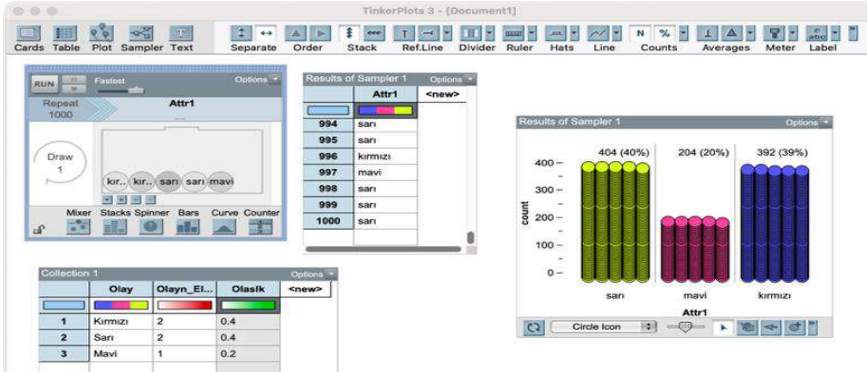 TinkerPlots 3 - [Document1]
Cards Table Plot Sampler Text Separate Order Stack Ref.Line Divider Ruler Hats Line N % Counts Averages Meter Label
RUN Fastest Options
Repeat
1000
Attr1
Draw
1
kır.. kır.. sarı sarı mavi
Mixer Stacks Spinner Bars Curve Counter
Results of Sampler 1 Options
Attr1 <new>
994 sarı
995 sarı
996 kırmızı
997 mavi
998 sarı
999 sarı
1000 sarı
Results of Sampler 1 Options
404 (40%) 204 (20%) 392 (39%)
400
300
200
100
0
count
sarı mavi kırmızı
Attr1
Circle Icon
Collection 1 Options
Olay Olayn_El... Olaslk <new>
1 Kırmızı 2 0.4
2 Sarı 2 0.4
3 Mavi 1 0.2